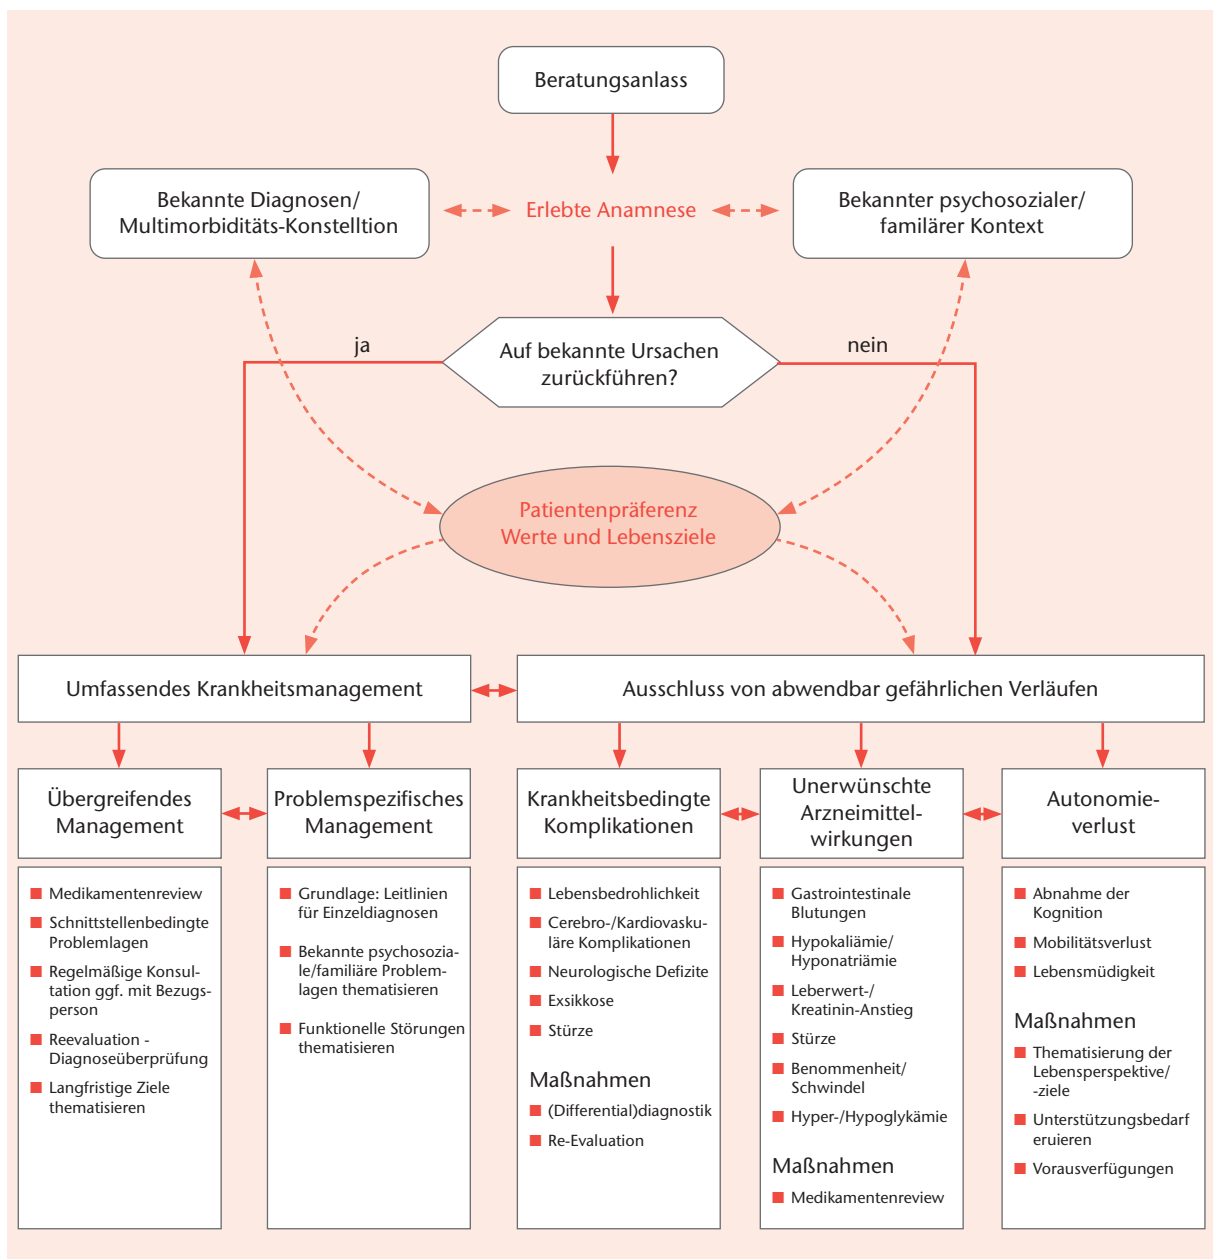 Beratungsanlass
Bekannte Diagnosen/
Multimorbiditäts-Konstelltion
Erlebte Anamnese
Bekannter psychosozialer/
familärer Kontext
ja
Auf bekannte Ursachen
zurückführen?
nein
Patientenpräferenz
Werte und Lebensziele
Umfassendes Krankheitsmanagement
Ausschluss von abwendbar gefährlichen Verläufen
Übergreifendes
Management
Problemspezifisches
Management
Krankheitsbedingte
Komplikationen
Unerwünschte
Arzneimittel-
wirkungen
Autonomie-
verlust
Medikamentenreview
Schnittstellenbedingte
Problemlagen
Regelmäßige Konsul-
tation ggf. mit Bezugs-
person
Reevaluation -
Diagnoseüberprüfung
Langfristige Ziele
thematisieren
Grundlage: Leitlinien
für Einzeldiagnosen
Bekannte psychosozia-
le/familiäre Problem-
lagen thematisieren
Funktionelle Störungen
thematisieren
Lebensbedrohlichkeit
Cerebro-/Kardiovasku-
läre Komplikationen
Neurologische Defizite
Exsikkose
Stürze
Maßnahmen
(Differential)diagnostik
Re-Evaluation
Gastrointestinale
Blutungen
Hypokaliämie/
Hyponatriämie
Leberwert-/
Kreatinin-Anstieg
Stürze
Benommenheit/
Schwindel
Hyper-/Hypoglykämie
Maßnahmen
Medikamentenreview
Abnahme der
Kognition
Mobilitätsverlust
Lebensmüdigkeit
Maßnahmen
Thematisierung der
Lebensperspektive/
-ziele
Unterstützungsbedarf
eruieren
Vorausverfügungen